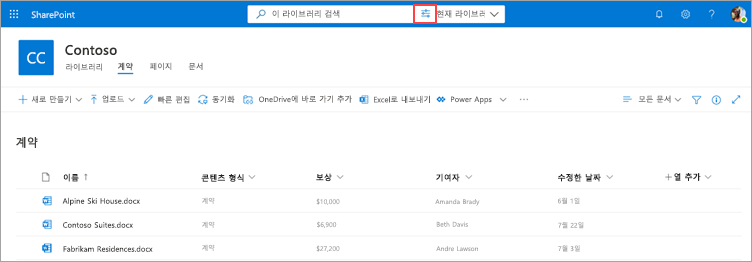 SharePoint 이 라이브러리 검색 현재 라이브러리 ?
CC Contoso
라이브러리 계약 페이지 문서
+ 새로 만들기 업로드 빠른 편집 동기화 OneDrive에 바로 가기 추가 Excel로 내보내기 Power Apps ... 모든 문서
계약
이름 ↑ 콘텐츠 형식 보상 기여자 수정한 날짜 + 열 추가
Alpine Ski House.docx 계약 $10,000 Amanda Brady 6월 1일
Contoso Suites.docx 계약 $6,900 Beth Davis 7월 22일
Fabrikam Residences.docx 계약 $27,200 Andre Lawson 7월 3일